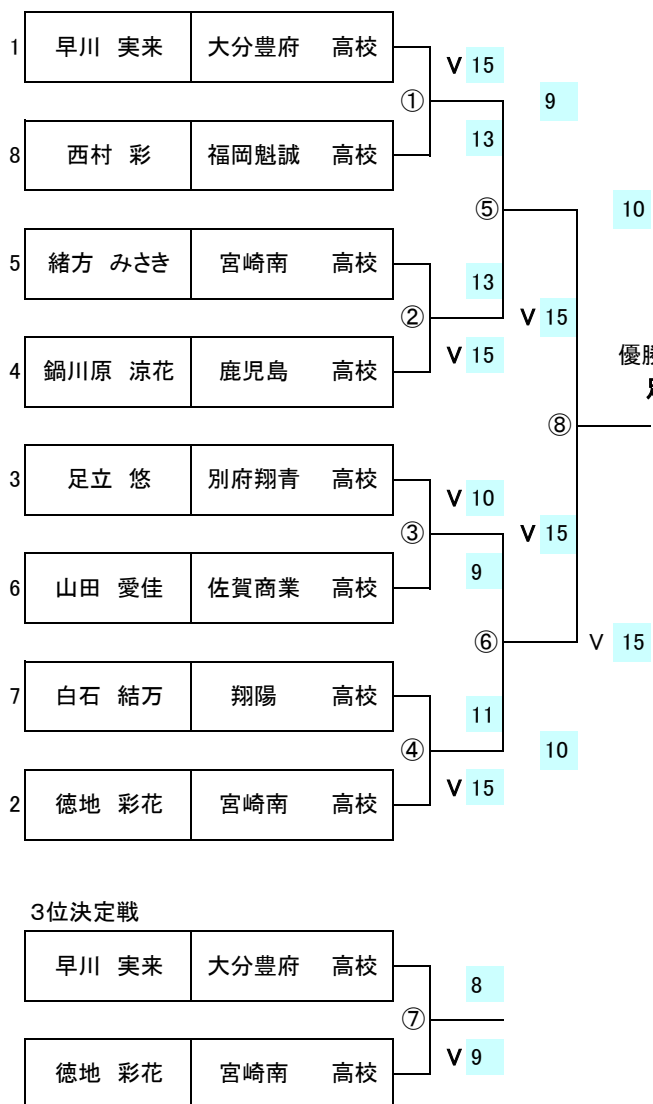 1 早川 実来 大分豊府 高校
V 15
①
9
8 西村 彩 福岡魁誠 高校
13
⑤
10
5 緒方 みさき 宮崎南 高校
13
②
V 15
4 鍋川原 涼花 鹿児島 高校
V 15
優勝
⑧
3 足立 悠 別府翔青 高校
V 10
③
V 15
6 山田 愛佳 佐賀商業 高校
9
⑥
V 15
7 白石 結万 翔陽 高校
11
④
10
2 徳地 彩花 宮崎南 高校
V 15
3位決定戦
早川 実来 大分豊府 高校
8
⑦
徳地 彩花 宮崎南 高校
V 9